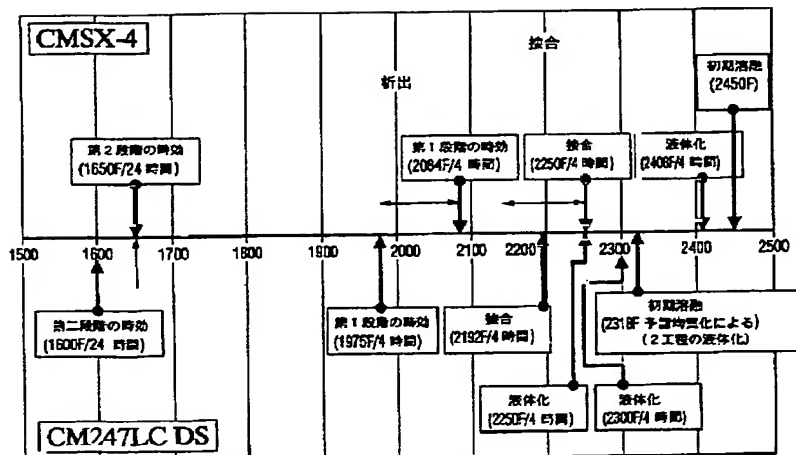 CMSX-4
接合
析出
初期溶融
(2450F)
第2段階の時効
(1650F/24 時間)
第1段階の時効
(2084F/4 時間)
接合
(2250F/4 時間)
液体化
(2408F/4 時間)
1500 1600 1700 1800 1900 2000 2100 2200 2300 2400 2500
第二段階の時効
(1600F/24 時間)
第1段階の時効
(1975F/4 時間)
接合
(2192F/4 時間)
初期溶融
(2318F 予備均質化による)
(2工程の液体化)
液体化
(2250F/4 時間)
液体化
(2300F/4 時間)
CM247LC DS